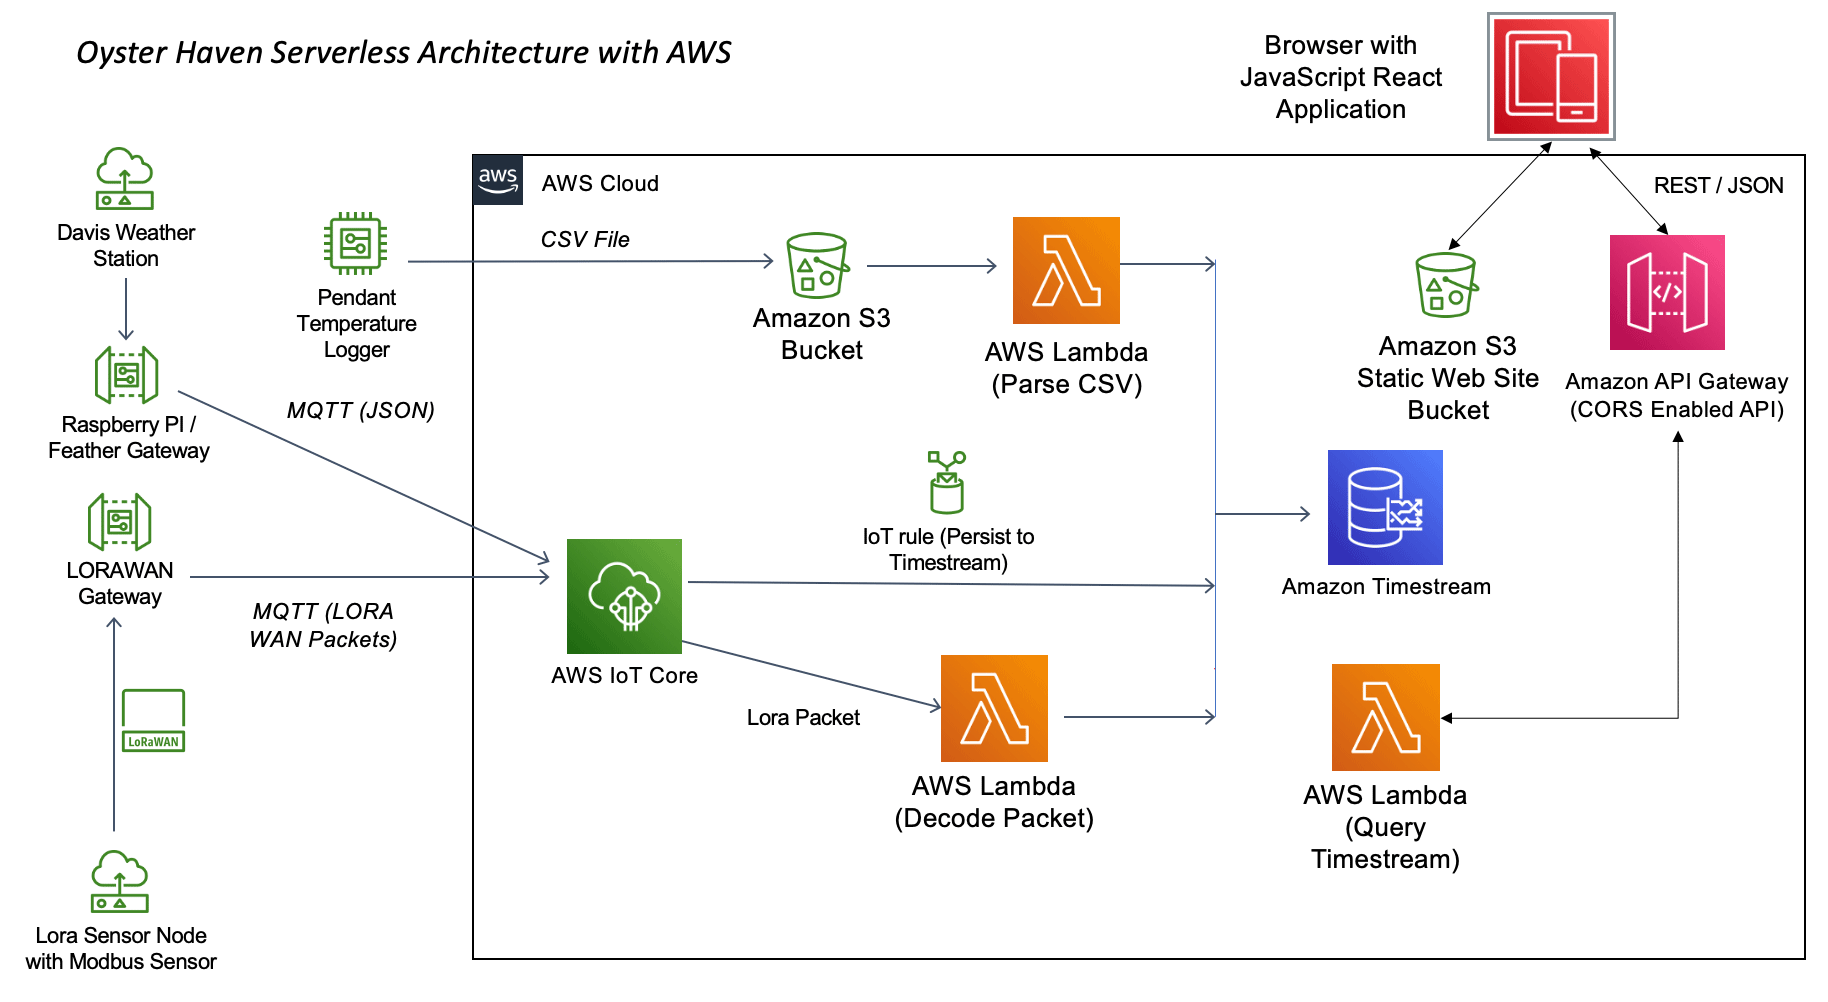 Oyster Haven Serverless Architecture with AWS
Browser with
JavaScript React
Application
aws
AWS Cloud
REST / JSON
Davis Weather
Station
CSV File
Pendant
Temperature
Logger
Amazon S3
Bucket
AWS Lambda
(Parse CSV)
Amazon S3
Static Web Site
Bucket
Amazon API Gateway
(CORS Enabled API)
Raspberry PI /
Feather Gateway
MQTT (JSON)
IoT rule (Persist to
Timestream)
Amazon Timestream
LORAWAN
Gateway
MQTT (LORA
WAN Packets)
AWS IoT Core
Lora Packet
LoRaWAN
AWS Lambda
(Decode Packet)
AWS Lambda
(Query
Timestream)
Lora Sensor Node
with Modbus Sensor